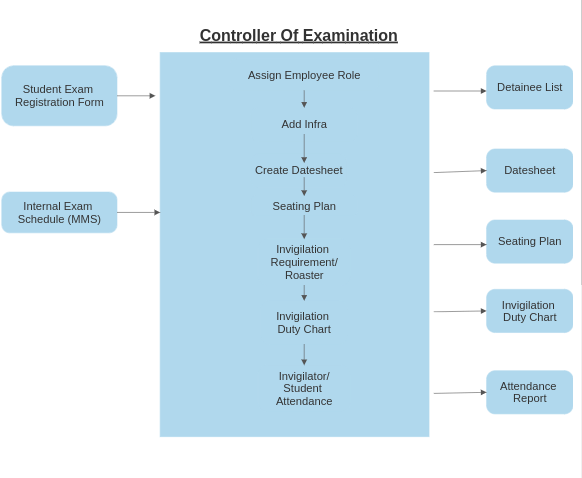 Controller Of Examination
Student Exam
Registration Form
Internal Exam
Schedule (MMS)
Assign Employee Role
Add Infra
Create Datesheet
Seating Plan
Invigilation
Requirement/
Roaster
Invigilation
Duty Chart
Invigilator/
Student
Attendance
Detainee List
Datesheet
Seating Plan
Invigilation
Duty Chart
Attendance
Report